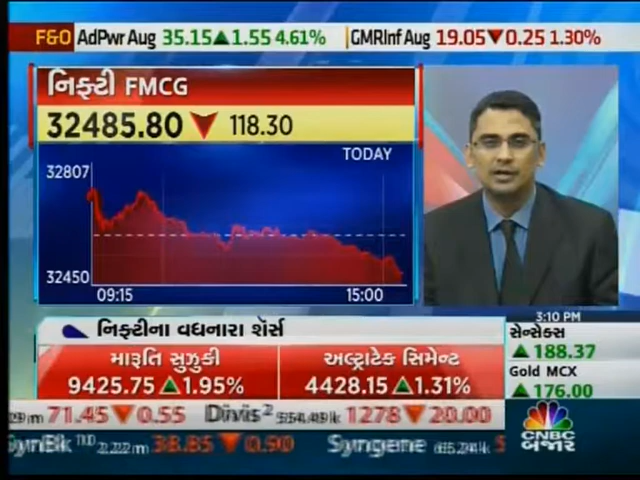 F&O AdPwr Aug 35.15▲1.55 4.61% GMRInf Aug 19.05▼0.25 1.30%
નિફ્ટી FMCG
32485.80 ▼ 118.30
TODAY
32807
32450
09:15 15:00
3:10 PM
નિફ્ટીના વધનારા શૅર્સ
મારૂતિ સુઝુકી અલ્ટ્રાટેક સિમેન્ટ
9425.75▲1.95% 4428.15▲1.31%
સેન્સેક્સ
▲188.37
Gold MCX
▲176.00
71.45▼0.55 Divis 1278▼20.00
38.85▼0.90 Syngene
CNBC
બજાર